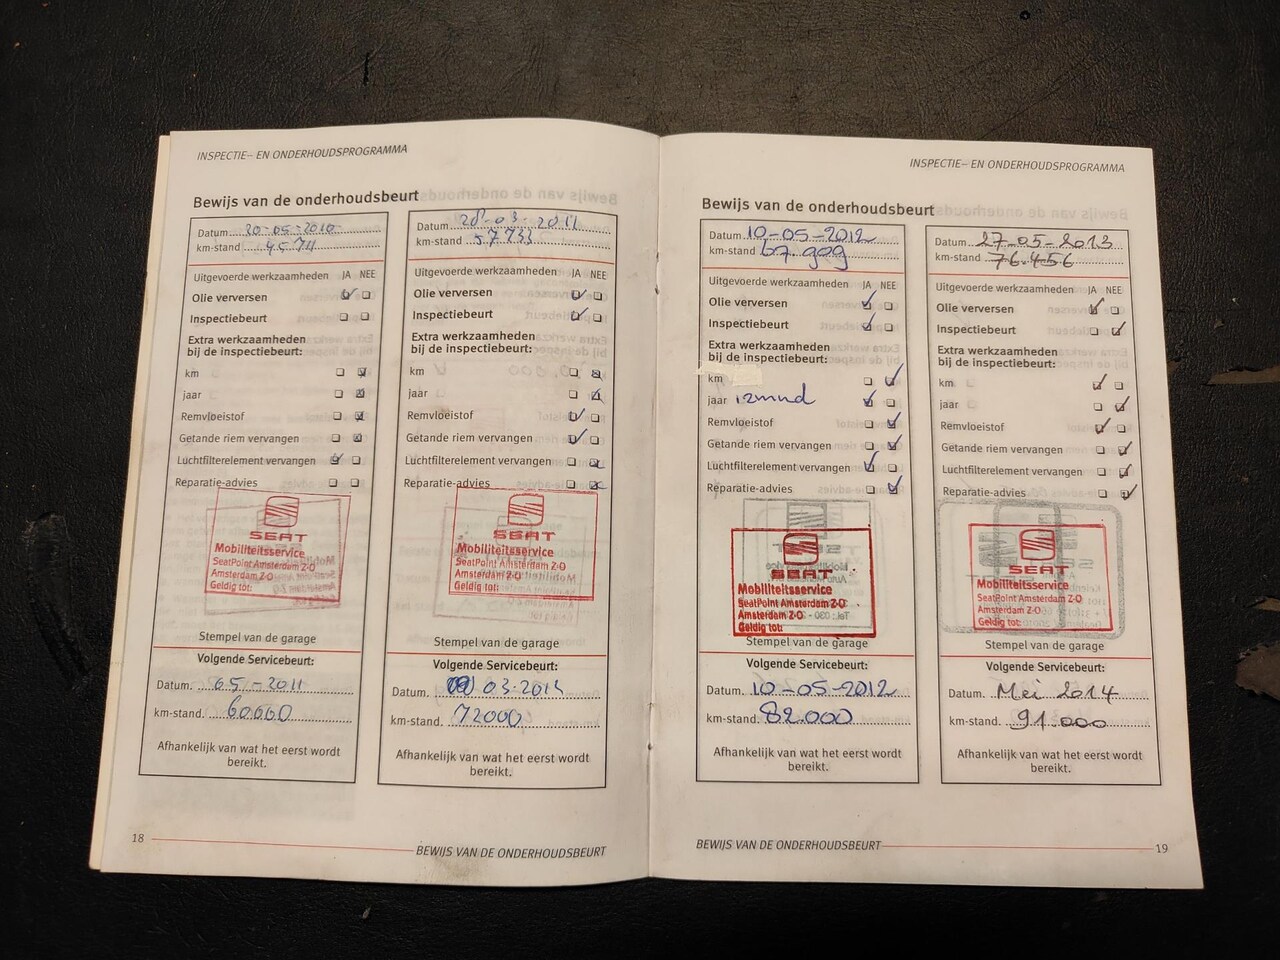 INSPECTIE– EN ONDERHOUDSPROGRAMMA
Bewijs van de onderhoudsbeurt
Datum 20-05-2010
km-stand 45711
Uitgevoerde werkzaamheden JA NEE
Olie verversen
Inspectiebeurt
Extra werkzaamheden
bij de inspectiebeurt:
km
jaar
Remvloeistof
Getande riem vervangen
Luchtfilterelement vervangen
Reparatie-advies
SEAT
Mobiliteitsservice
SeatPoint Amsterdam Z-O
Amsterdam Z-O
Geldig tot:
Stempel van de garage
Volgende Servicebeurt:
Datum. 05-2011
km-stand. 60660
Afhankelijk van wat het eerst wordt
bereikt.
Datum 28-03-2011
km-stand 57733
Uitgevoerde werkzaamheden JA NEE
Olie verversen
Inspectiebeurt
Extra werkzaamheden
bij de inspectiebeurt:
km
jaar
Remvloeistof
Getande riem vervangen
Luchtfilterelement vervangen
Reparatie-advies
SEAT
Mobiliteitsservice
SeatPoint Amsterdam Z-O
Amsterdam Z-O
Geldig tot:
Stempel van de garage
Volgende Servicebeurt:
Datum. 03-201
km-stand. 72000
Afhankelijk van wat het eerst wordt
bereikt.
18
BEWIJS VAN DE ONDERHOUDSBEURT
INSPECTIE– EN ONDERHOUDSPROGRAMMA
Bewijs van de onderhoudsbeurt
Datum 10-05-2012
km-stand 67.909
Uitgevoerde werkzaamheden JA NEE
Olie verversen
Inspectiebeurt
Extra werkzaamheden
bij de inspectiebeurt:
km
jaar 12mnd
Remvloeistof
Getande riem vervangen
Luchtfilterelement vervangen
Reparatie-advies
SEAT
Mobiliteitsservice
SeatPoint Amsterdam Z-O
Amsterdam Z-O
Geldig tot:
Stempel van de garage
Volgende Servicebeurt:
Datum. 10-05-2012
km-stand. 82.000
Afhankelijk van wat het eerst wordt
bereikt.
Datum 27-05-2013
km-stand 76.456
Uitgevoerde werkzaamheden JA NEE
Olie verversen
Inspectiebeurt
Extra werkzaamheden
bij de inspectiebeurt:
km
jaar
Remvloeistof
Getande riem vervangen
Luchtfilterelement vervangen
Reparatie-advies
SEAT
Mobiliteitsservice
SeatPoint Amsterdam Z-O
Amsterdam Z-O
Geldig tot:
Stempel van de garage
Volgende Servicebeurt:
Datum. Mei 2014
km-stand. 91.000
Afhankelijk van wat het eerst wordt
bereikt.
BEWIJS VAN DE ONDERHOUDSBEURT
19